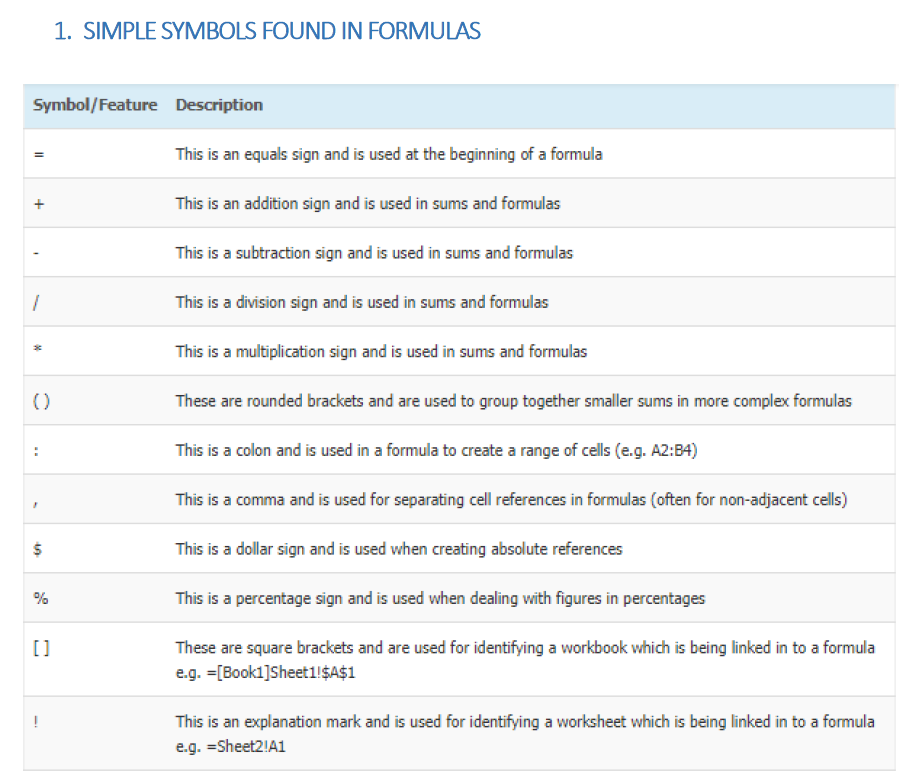 1. SIMPLE SYMBOLS FOUND IN FORMULAS
Symbol/Feature Description
= This is an equals sign and is used at the beginning of a formula
+ This is an addition sign and is used in sums and formulas
- This is a subtraction sign and is used in sums and formulas
/ This is a division sign and is used in sums and formulas
* This is a multiplication sign and is used in sums and formulas
( ) These are rounded brackets and are used to group together smaller sums in more complex formulas
: This is a colon and is used in a formula to create a range of cells (e.g. A2:B4)
, This is a comma and is used for separating cell references in formulas (often for non-adjacent cells)
$ This is a dollar sign and is used when creating absolute references
% This is a percentage sign and is used when dealing with figures in percentages
[ ] These are square brackets and are used for identifying a workbook which is being linked in to a formula
e.g. =[Book1]Sheet1!$A$1
! This is an explanation mark and is used for identifying a worksheet which is being linked in to a formula
e.g. =Sheet2!A1